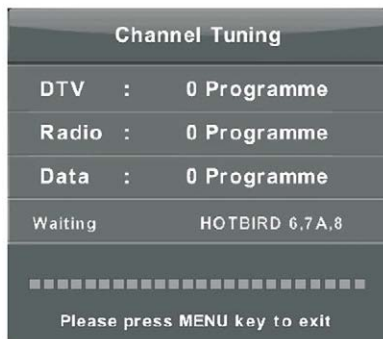 Channel Tuning
DTV : 0 Programme
Radio : 0 Programme
Data : 0 Programme
Waiting HOTBIRD 6,7A,8
Please press MENU key to exit